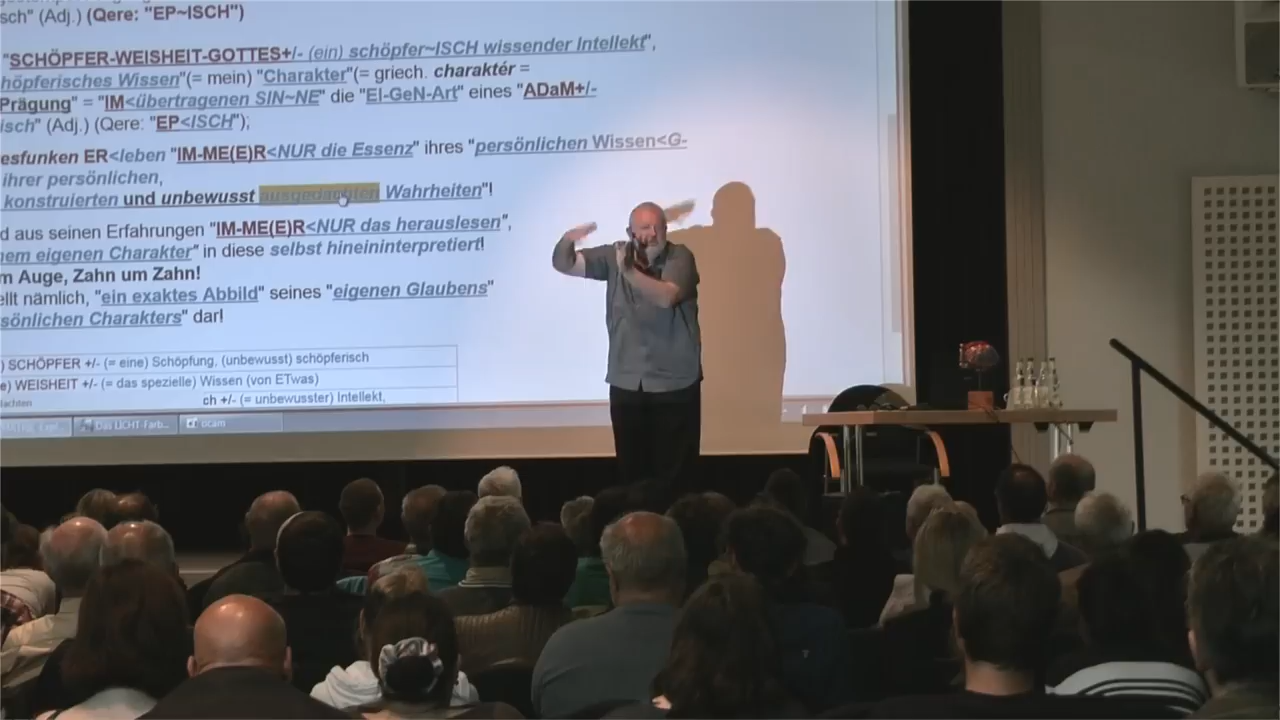 sch" (Adj.) (Qere: "EP~ISCH")
"SCHÖPFER-WEISHEIT-GOTTES+/- (ein) schöpfer~ISCH wissender Intellekt",
höpferisches Wissen"(= mein) "Charakter"(= griech. charaktér =
Prägung" = "IM<übertragenen SIN~NE" die "EI-GeN-Art" eines "ADaM+/-
isch" (Adj.) (Qere: "EP<ISCH");
esfunken ER<leben "IM-ME(E)R<NUR die Essenz" ihres "persönlichen Wissen<G-
ihrer persönlichen,
konstruierten und unbewusst ausgedachten Wahrheiten"!
d aus seinen Erfahrungen "IM-ME(E)R<NUR das herauslesen",
em eigenen Charakter" in diese selbst hineininterpretiert!
m Auge, Zahn um Zahn!
ellt nämlich, "ein exaktes Abbild" seines "eigenen Glaubens"
sönlichen Charakters" dar!
) SCHÖPFER +/- (= eine) Schöpfung, (unbewusst) schöpferisch
e) WEISHEIT +/- (= das spezielle) Wissen (von ETwas)
dachten
ch +/- (= unbewusster) Intellekt,
Das LICHT-Farb...
ocam